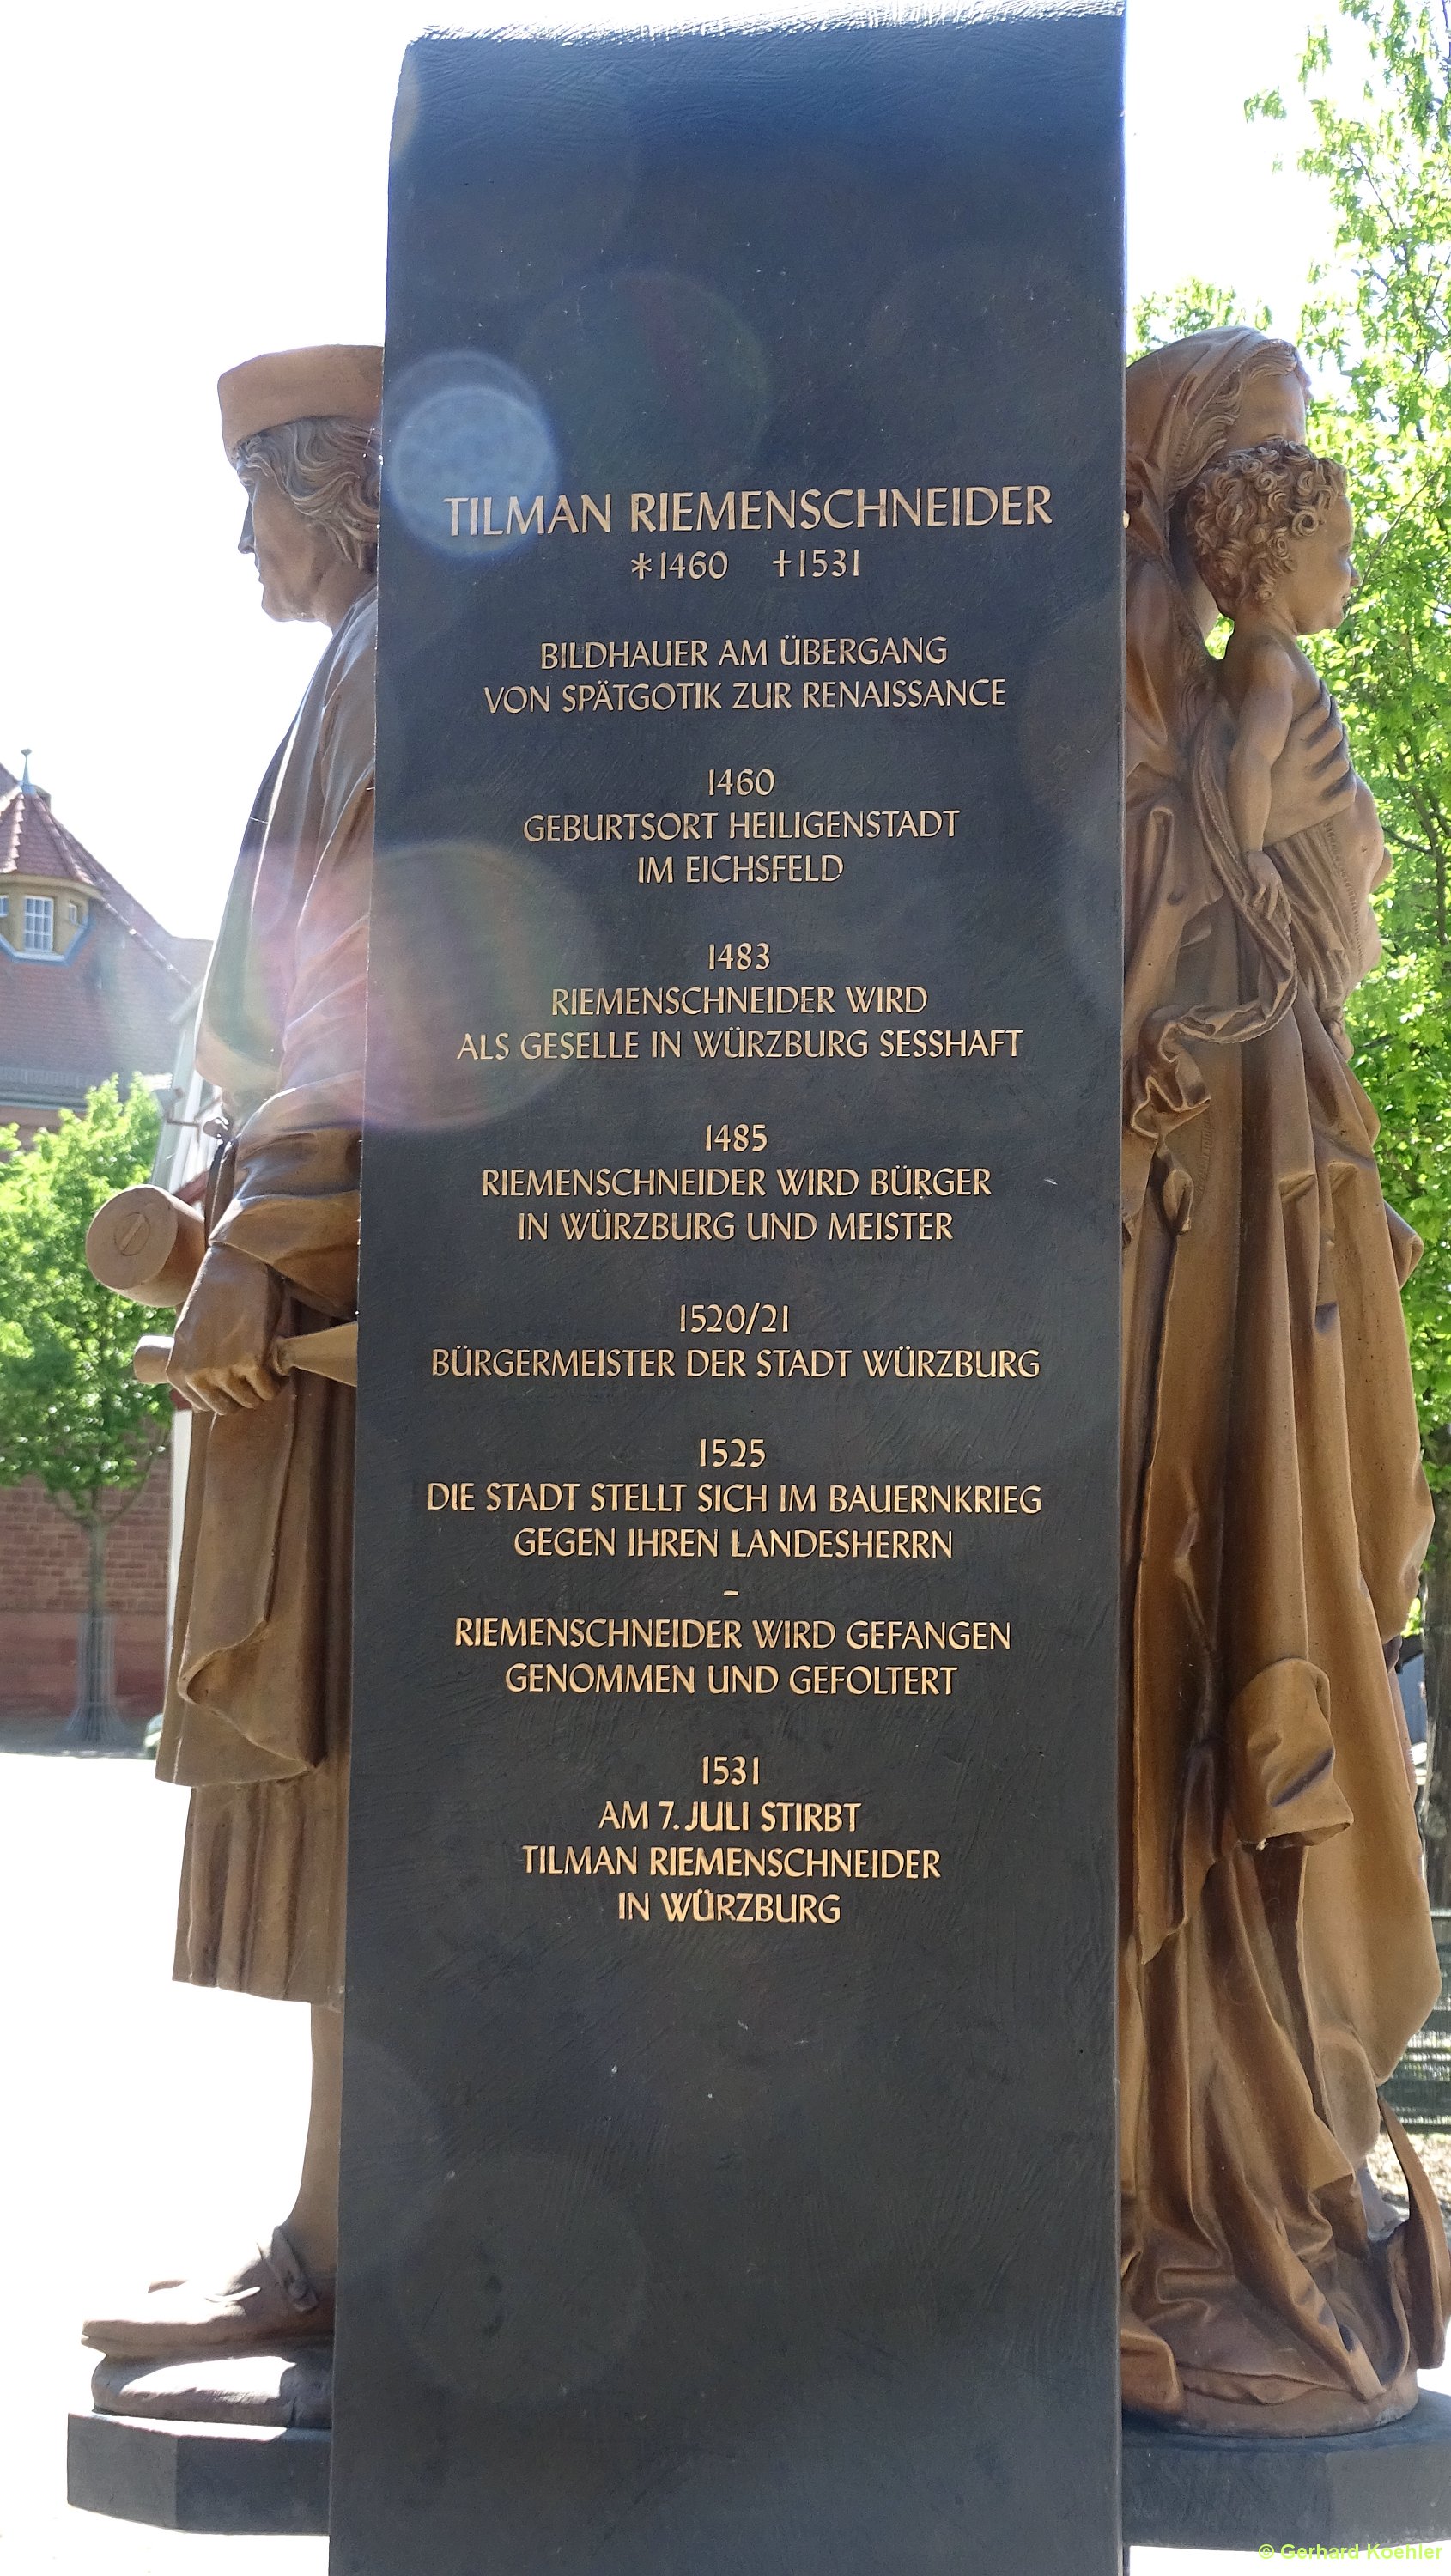 TILMAN RIEMENSCHNEIDER
*1460 †1531
BILDHAUER AM ÜBERGANG
VON SPÄTGOTIK ZUR RENAISSANCE
1460
GEBURTSORT HEILIGENSTADT
IM EICHSFELD
1483
RIEMENSCHNEIDER WIRD
ALS GESELLE IN WÜRZBURG SESSHAFT
1485
RIEMENSCHNEIDER WIRD BÜRGER
IN WÜRZBURG UND MEISTER
1520/21
BÜRGERMEISTER DER STADT WÜRZBURG
1525
DIE STADT STELLT SICH IM BAUERNKRIEG
GEGEN IHREN LANDESHERRN
–
RIEMENSCHNEIDER WIRD GEFANGEN
GENOMMEN UND GEFOLTERT
1531
AM 7. JULI STIRBT
TILMAN RIEMENSCHNEIDER
IN WÜRZBURG
© Gerhard Koehler